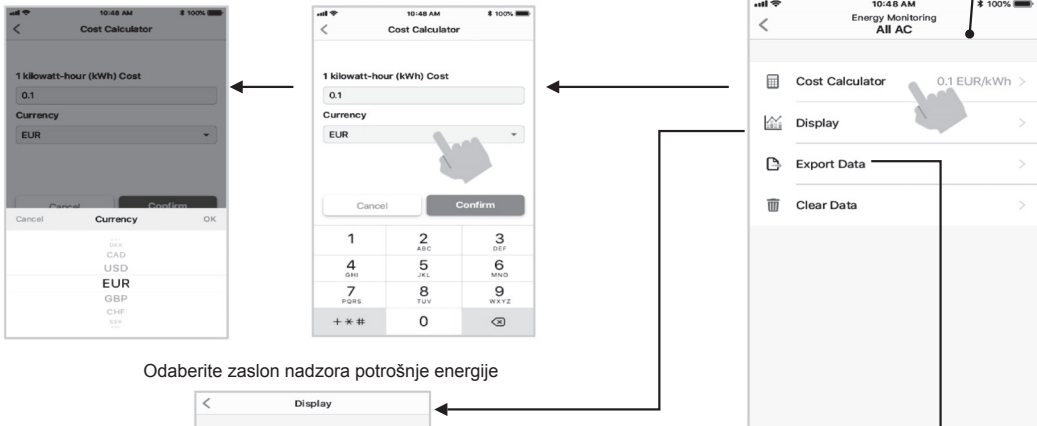 10:48 AM
100%
Cost Calculator
1 kilowatt-hour (kWh) Cost
0.1
Currency
EUR
Cancel
Confirm
Cancel
Currency
OK
DKK
CAD
USD
EUR
GBP
CHF
SEK
10:48 AM
100%
Cost Calculator
1 kilowatt-hour (kWh) Cost
0.1
Currency
EUR
Cancel
Confirm
1
2
3
ABC
DEF
4
5
6
GHI
JKL
MNO
7
8
9
PQRS
TUV
WXYZ
+ * #
0
10:48 AM
100%
Energy Monitoring
All AC
Cost Calculator
0.1 EUR/kWh
Display
Export Data
Clear Data
Odaberite zaslon nadzora potrošnje energije
Display